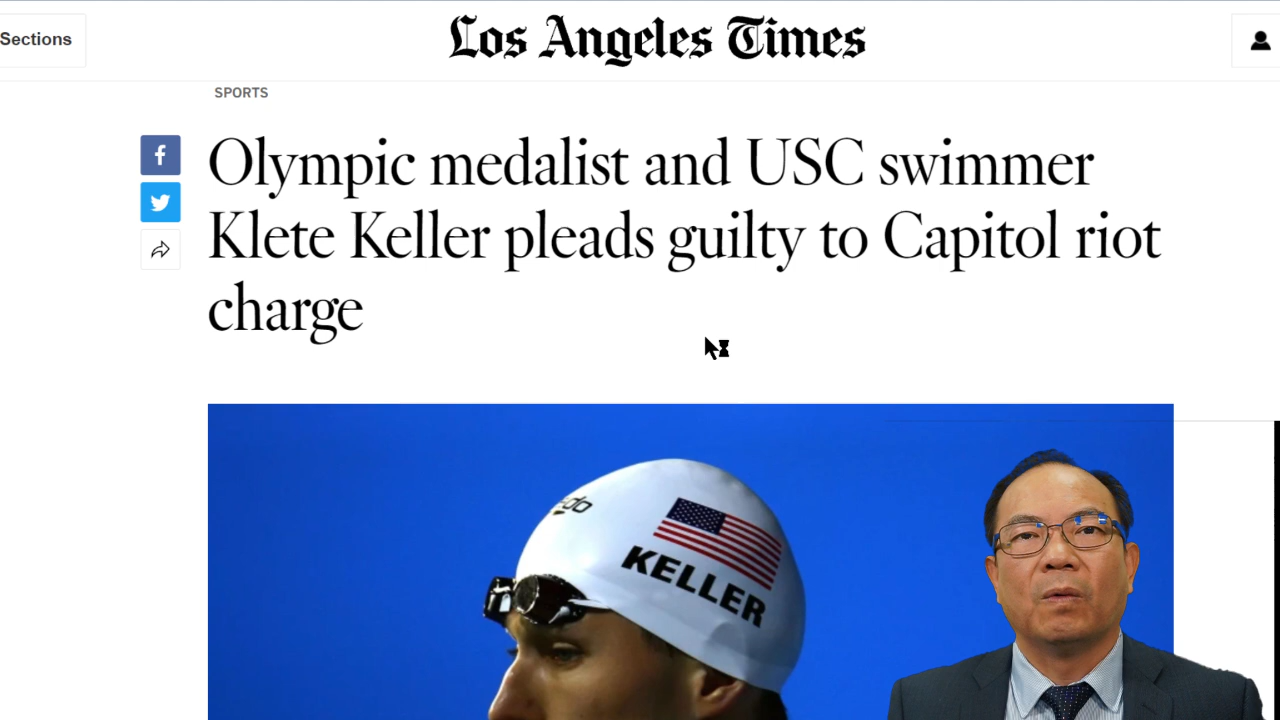 Sections
Los Angeles Times
SPORTS
Olympic medalist and USC swimmer
Klete Keller pleads guilty to Capitol riot
charge
KELLER